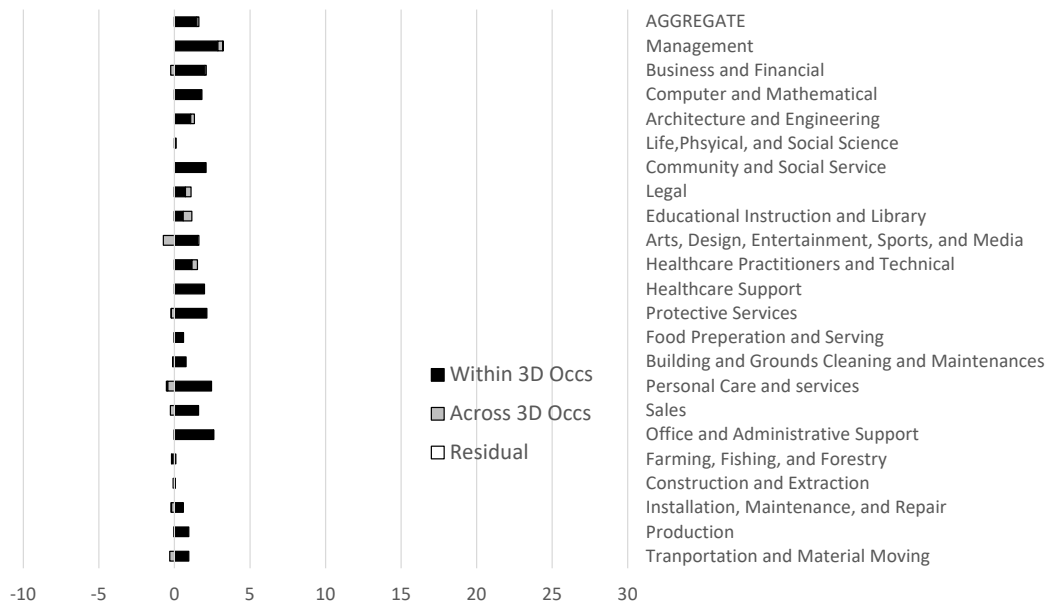 AGGREGATE
Management
Business and Financial
Computer and Mathematical
Architecture and Engineering
Life,Phsyical, and Social Science
Community and Social Service
Legal
Educational Instruction and Library
Arts, Design, Entertainment, Sports, and Media
Healthcare Practitioners and Technical
Healthcare Support
Protective Services
Food Preperation and Serving
Building and Grounds Cleaning and Maintenances
Personal Care and services
Sales
Office and Administrative Support
Farming, Fishing, and Forestry
Construction and Extraction
Installation, Maintenance, and Repair
Production
Tranportation and Material Moving
Within 3D Occs
Across 3D Occs
Residual
-10 -5 0 5 10 15 20 25 30